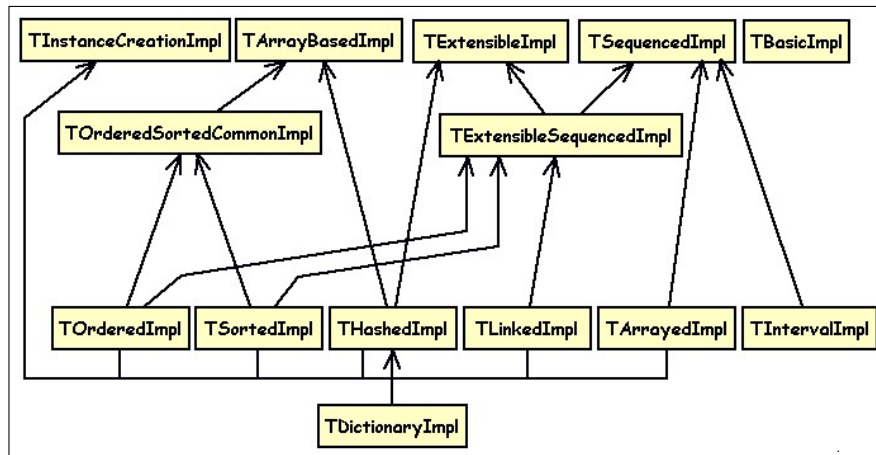 TInstanceCreationImpl
TArrayBasedImpl
TExtensibleImpl
TSequencedImpl
TBasicImpl
TOrderedSortedCommonImpl
TExtensibleSequencedImpl
TOrderedImpl
TSortedImpl
THashedImpl
TLinkedImpl
TArrayedImpl
TIntervalImpl
TDictionaryImpl